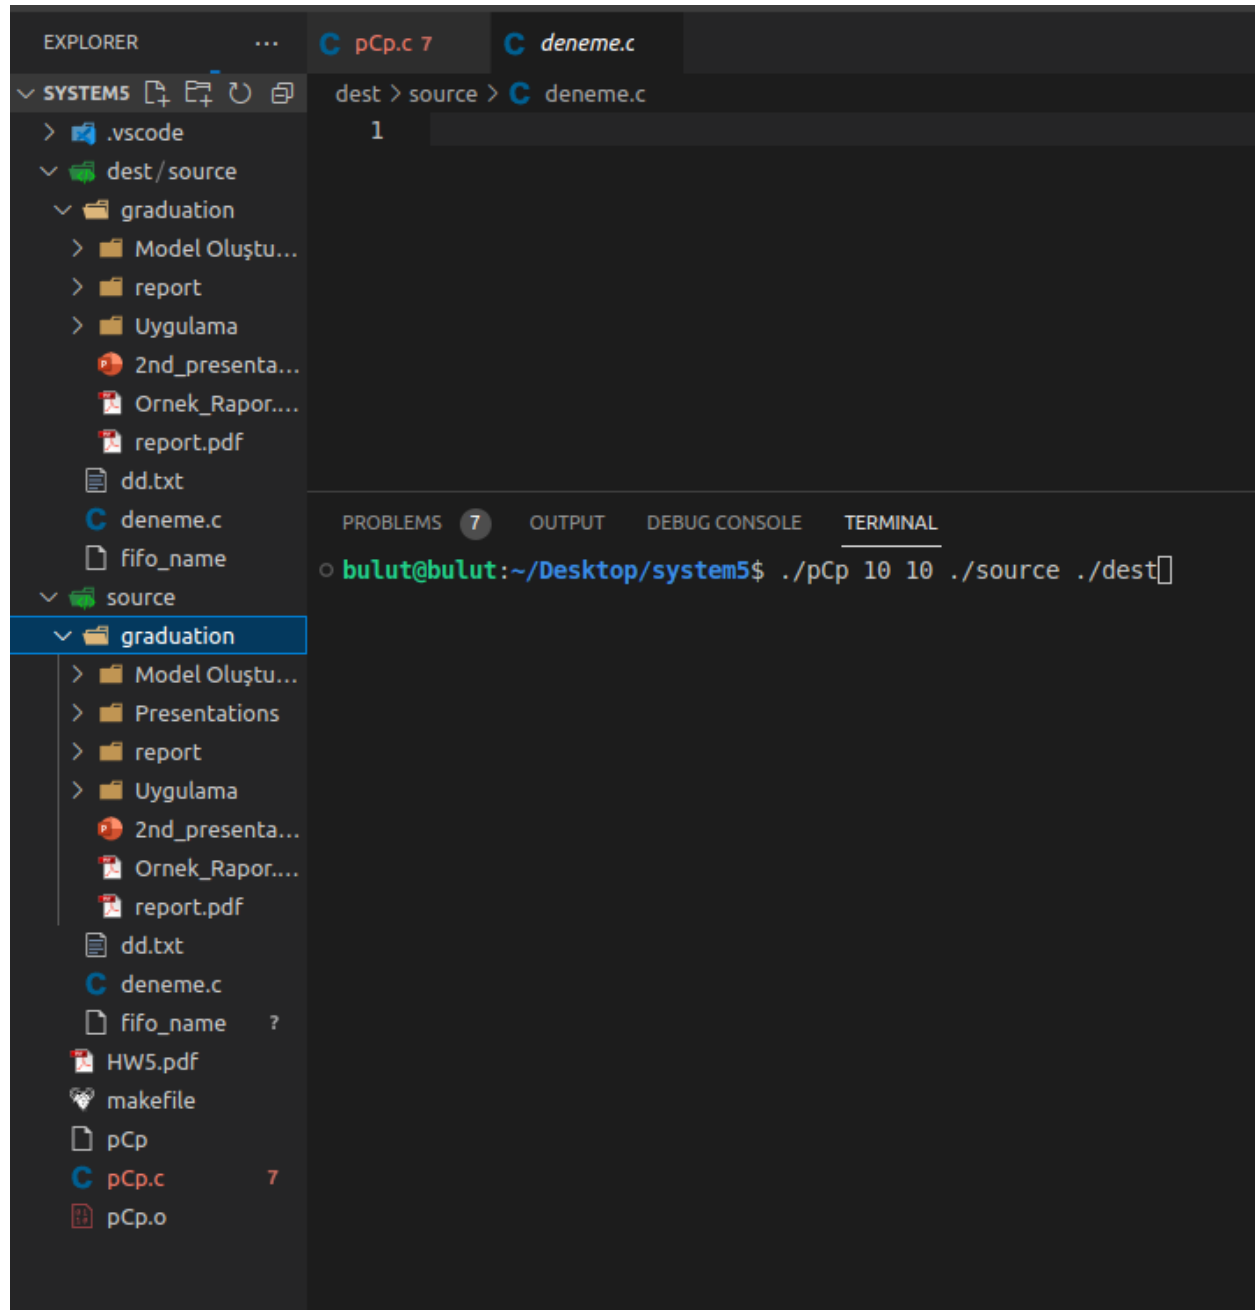 EXPLORER ...
SYSTEM5
.vscode
dest/source
graduation
Model Oluştu...
report
Uygulama
2nd_presenta...
Ornek_Rapor....
report.pdf
dd.txt
deneme.c
fifo_name
source
graduation
Model Oluştu...
Presentations
report
Uygulama
2nd_presenta...
Ornek_Rapor....
report.pdf
dd.txt
deneme.c
fifo_name ?
HW5.pdf
makefile
pCp
C pCp.c 7
pCp.o
C pCp.c 7 C deneme.c
dest > source > C deneme.c
1
PROBLEMS 7 OUTPUT DEBUG CONSOLE TERMINAL
bulut@bulut:~/Desktop/system5$ ./pCp 10 10 ./source ./dest